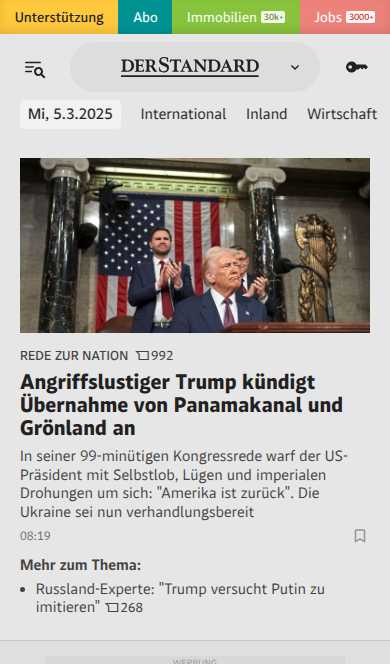 Unterstützung Abo Immobilien 30k+ Jobs 3000+
DERSTANDARD
Mi, 5.3.2025 International Inland Wirtschaft
REDE ZUR NATION 992
Angriffslustiger Trump kündigt
Übernahme von Panamakanal und
Grönland an
In seiner 99-minütigen Kongressrede warf der US-
Präsident mit Selbstlob, Lügen und imperialen
Drohungen um sich: "Amerika ist zurück". Die
Ukraine sei nun verhandlungsbereit
08:19
Mehr zum Thema:
• Russland-Experte: "Trump versucht Putin zu
imitieren" 268
WERBUNG